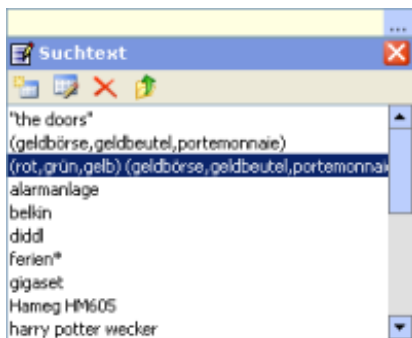 ...
Suchtext
"the doors"
(geldbörse,geldbeutel,portemonnaie)
(rot,grün,gelb) (geldbörse,geldbeutel,portemonnai
alarmanlage
belkin
diddl
ferien*
gigaset
Hameg HM605
harry potter wecker